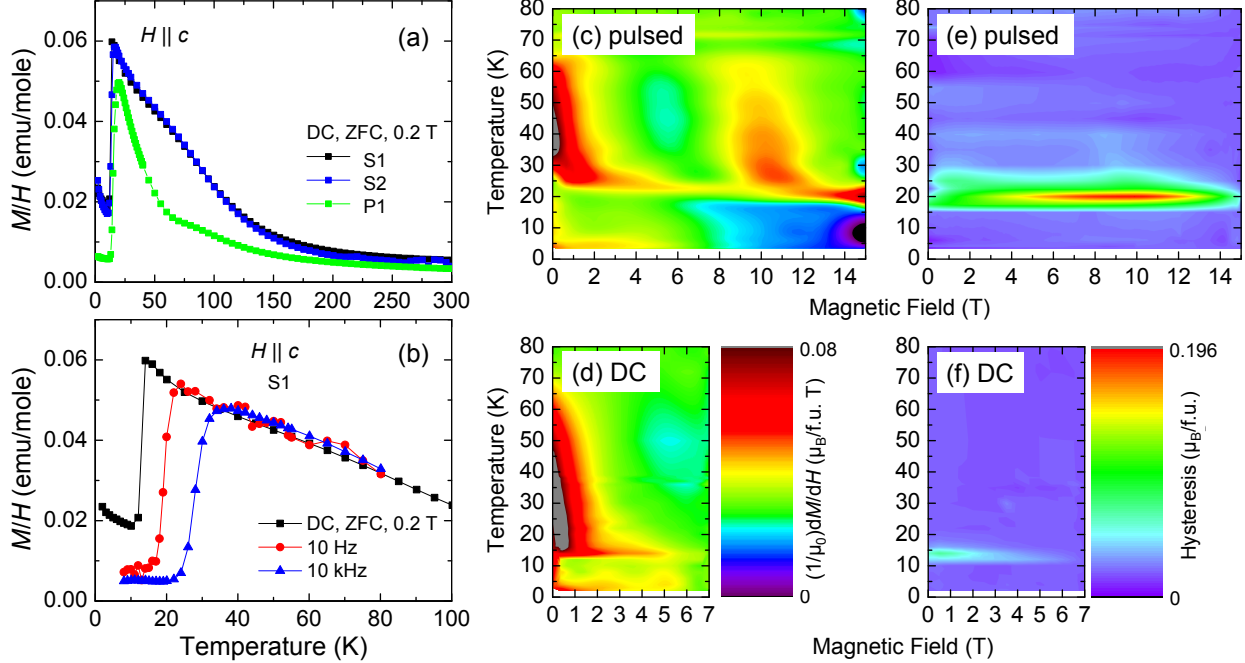 (a)
H || c
M/H (emu/mole)
0.06
0.04
0.02
0.00
DC, ZFC, 0.2 T
S1
S2
P1
0 50 100 150 200 250 300
(b)
H || c
S1
M/H (emu/mole)
0.06
0.04
0.02
0.00
DC, ZFC, 0.2 T
10 Hz
10 kHz
0 20 40 60 80 100
Temperature (K)
(c) pulsed
Temperature (K)
80
70
60
50
40
30
20
10
0
0 2 4 6 8 10 12 14
(e) pulsed
80
70
60
50
40
30
20
10
0
0 2 4 6 8 10 12 14
Magnetic Field (T)
(d) DC
Temperature (K)
80
70
60
50
40
30
20
10
0
0 1 2 3 4 5 6 7
0.08
(1/μ₀)dM/dH (μB/f.u. T)
0
(f) DC
80
70
60
50
40
30
20
10
0
0 1 2 3 4 5 6 7
0.196
Hysteresis (μB/f.u.)
0
Magnetic Field (T)